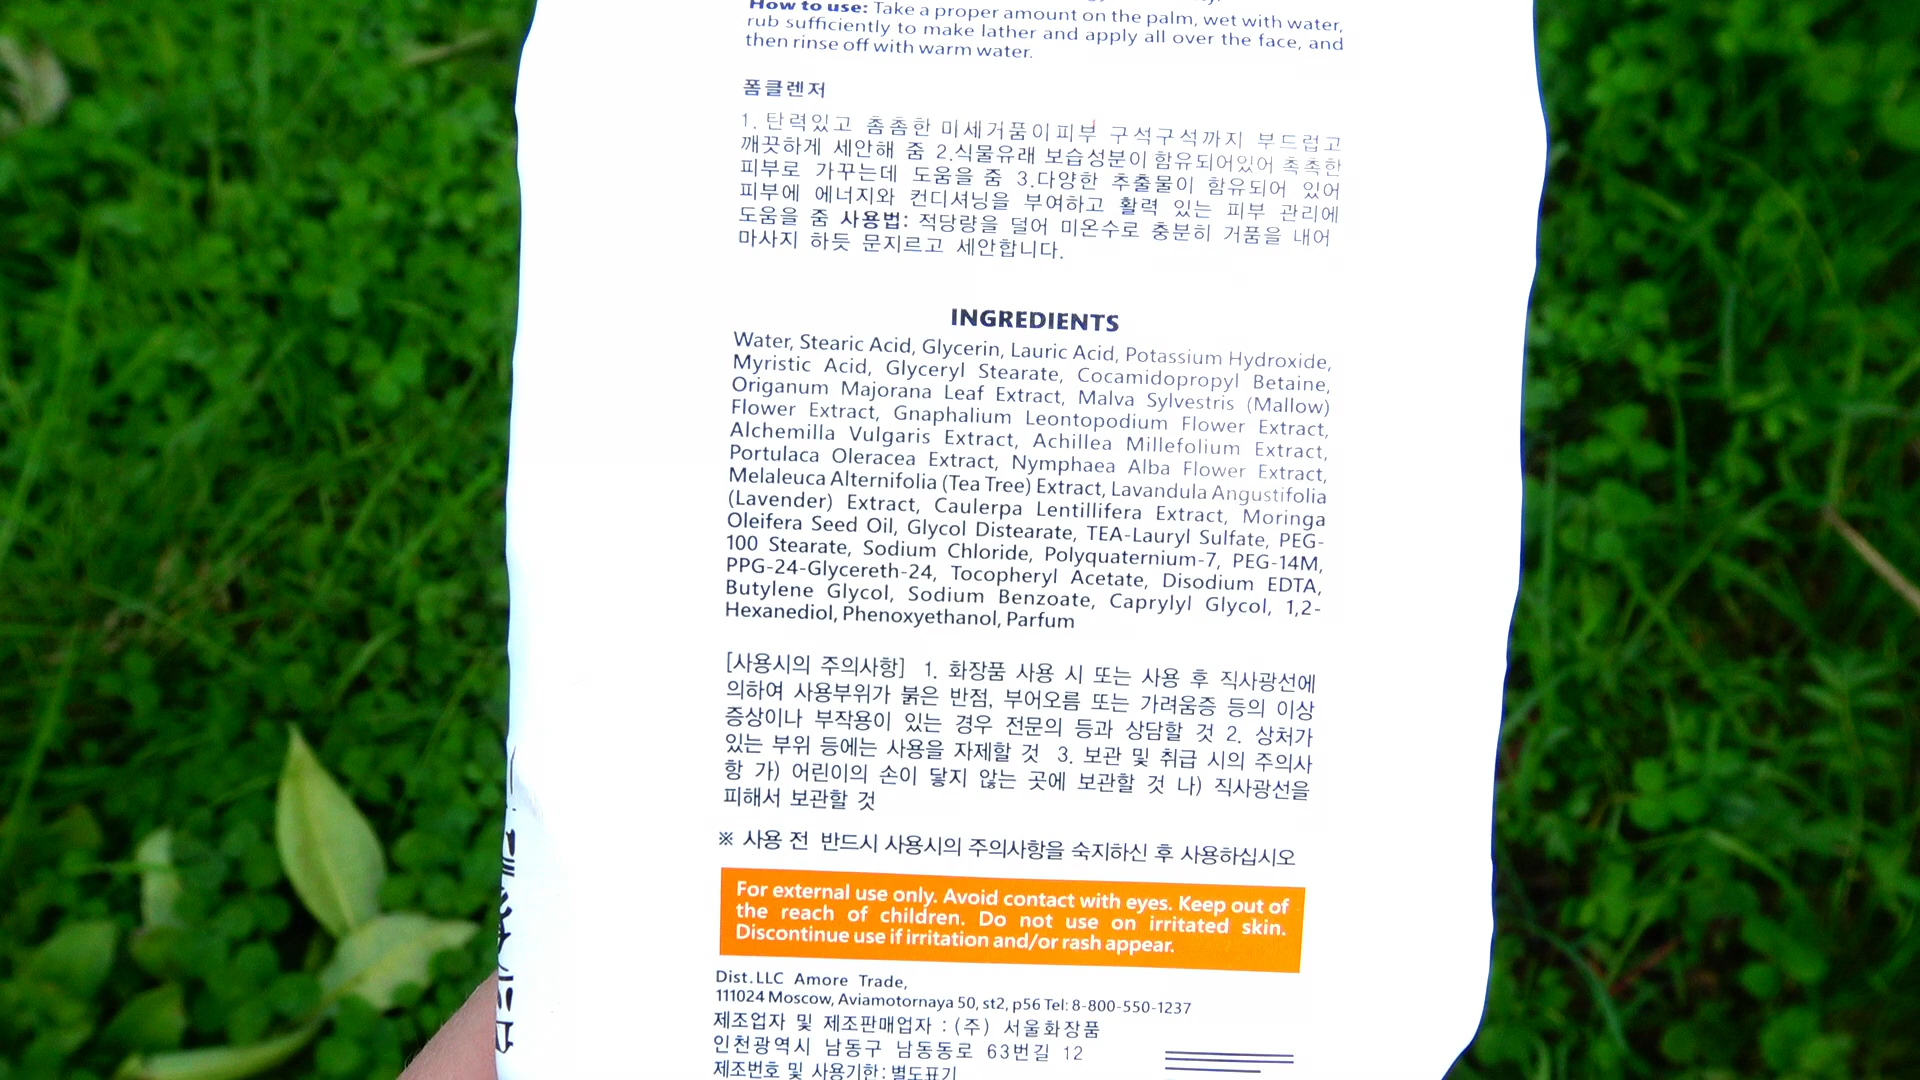 How to use: Take a proper amount on the palm, wet with water,
rub sufficiently to make lather and apply all over the face, and
then rinse off with warm water.
폼클렌저
1. 탄력있고 촘촘한 미세거품이피부 구석구석까지 부드럽고
깨끗하게 세안해 줌 2.식물유래 보습성분이 함유되어있어 촉촉한
피부로 가꾸는데 도움을 줌 3.다양한 추출물이 함유되어 있어
피부에 에너지와 컨디셔닝을 부여하고 활력 있는 피부 관리에
도움을 줌 사용법: 적당량을 덜어 미온수로 충분히 거품을 내어
마사지 하듯 문지르고 세안합니다.
INGREDIENTS
Water, Stearic Acid, Glycerin, Lauric Acid, Potassium Hydroxide,
Myristic Acid, Glyceryl Stearate, Cocamidopropyl Betaine,
Origanum Majorana Leaf Extract, Malva Sylvestris (Mallow)
Flower Extract, Gnaphalium Leontopodium Flower Extract,
Alchemilla Vulgaris Extract, Achillea Millefolium Extract,
Portulaca Oleracea Extract, Nymphaea Alba Flower Extract,
Melaleuca Alternifolia (Tea Tree) Extract, Lavandula Angustifolia
(Lavender) Extract, Caulerpa Lentillifera Extract, Moringa
Oleifera Seed Oil, Glycol Distearate, TEA-Lauryl Sulfate, PEG-
100 Stearate, Sodium Chloride, Polyquaternium-7, PEG-14M,
PPG-24-Glycereth-24, Tocopheryl Acetate, Disodium EDTA,
Butylene Glycol, Sodium Benzoate, Caprylyl Glycol, 1,2-
Hexanediol, Phenoxyethanol, Parfum
[사용시의 주의사항] 1. 화장품 사용 시 또는 사용 후 직사광선에
의하여 사용부위가 붉은 반점, 부어오름 또는 가려움증 등의 이상
증상이나 부작용이 있는 경우 전문의 등과 상담할 것 2. 상처가
있는 부위 등에는 사용을 자제할 것 3. 보관 및 취급 시의 주의사
항 가) 어린이의 손이 닿지 않는 곳에 보관할 것 나) 직사광선을
피해서 보관할 것
※ 사용 전 반드시 사용시의 주의사항을 숙지하신 후 사용하십시오
For external use only. Avoid contact with eyes. Keep out of
the reach of children. Do not use on irritated skin.
Discontinue use if irritation and/or rash appear.
Dist.LLC Amore Trade,
111024 Moscow, Aviamotornaya 50, st2, p56 Tel: 8-800-550-1237
제조업자 및 제조판매업자 : (주) 서울화장품
인천광역시 남동구 남동동로 63번길 12
제조번호 및 사용기한: 별도표기